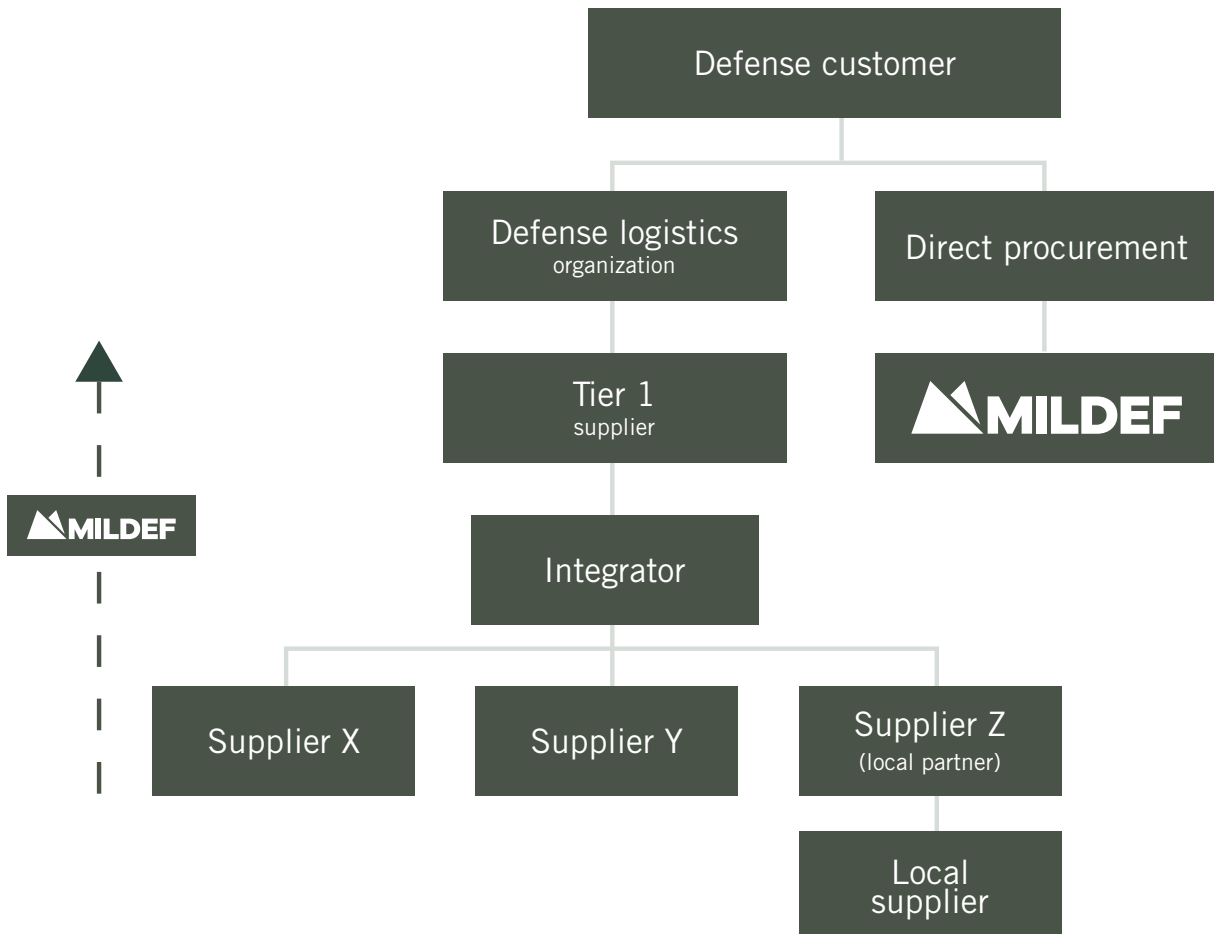 Defense customer
Defense logistics
organization
Direct procurement
Tier 1
supplier
MILDEF
MILDEF
Integrator
Supplier X
Supplier Y
Supplier Z
(local partner)
Local
supplier